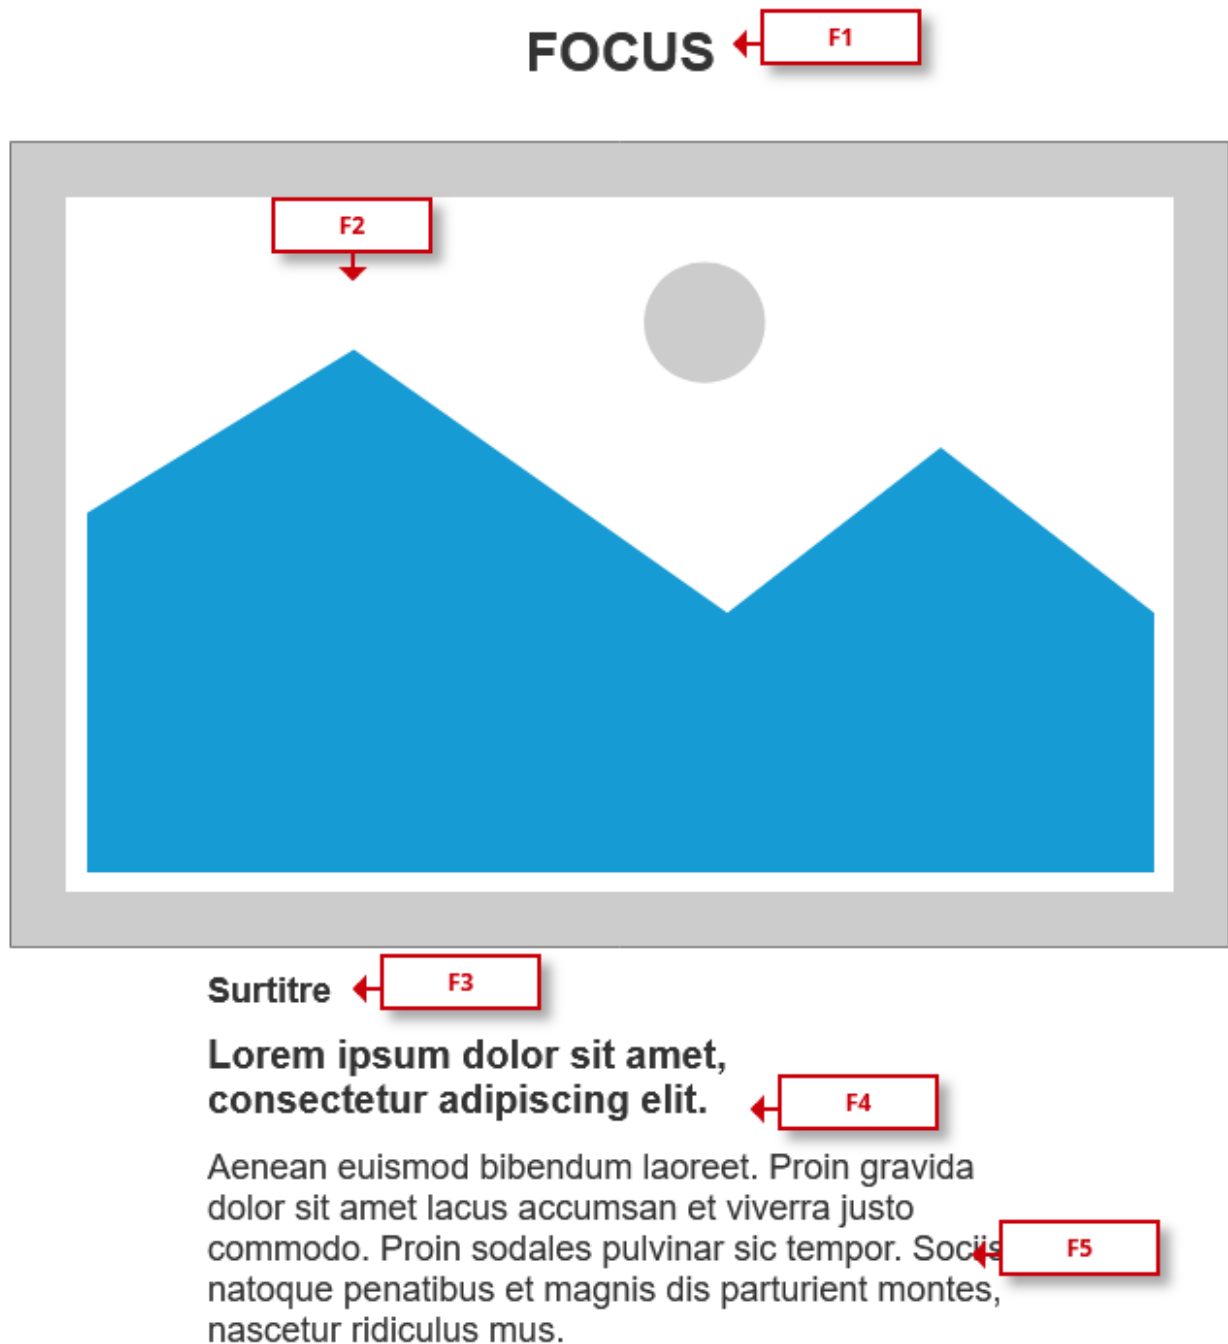 FOCUS
F1
F2
Surtitre
F3
Lorem ipsum dolor sit amet,
consectetur adipiscing elit.
F4
Aenean euismod bibendum laoreet. Proin gravida
dolor sit amet lacus accumsan et viverra justo
commodo. Proin sodales pulvinar sic tempor. Sociis
F5
natoque penatibus et magnis dis parturient montes,
nascetur ridiculus mus.